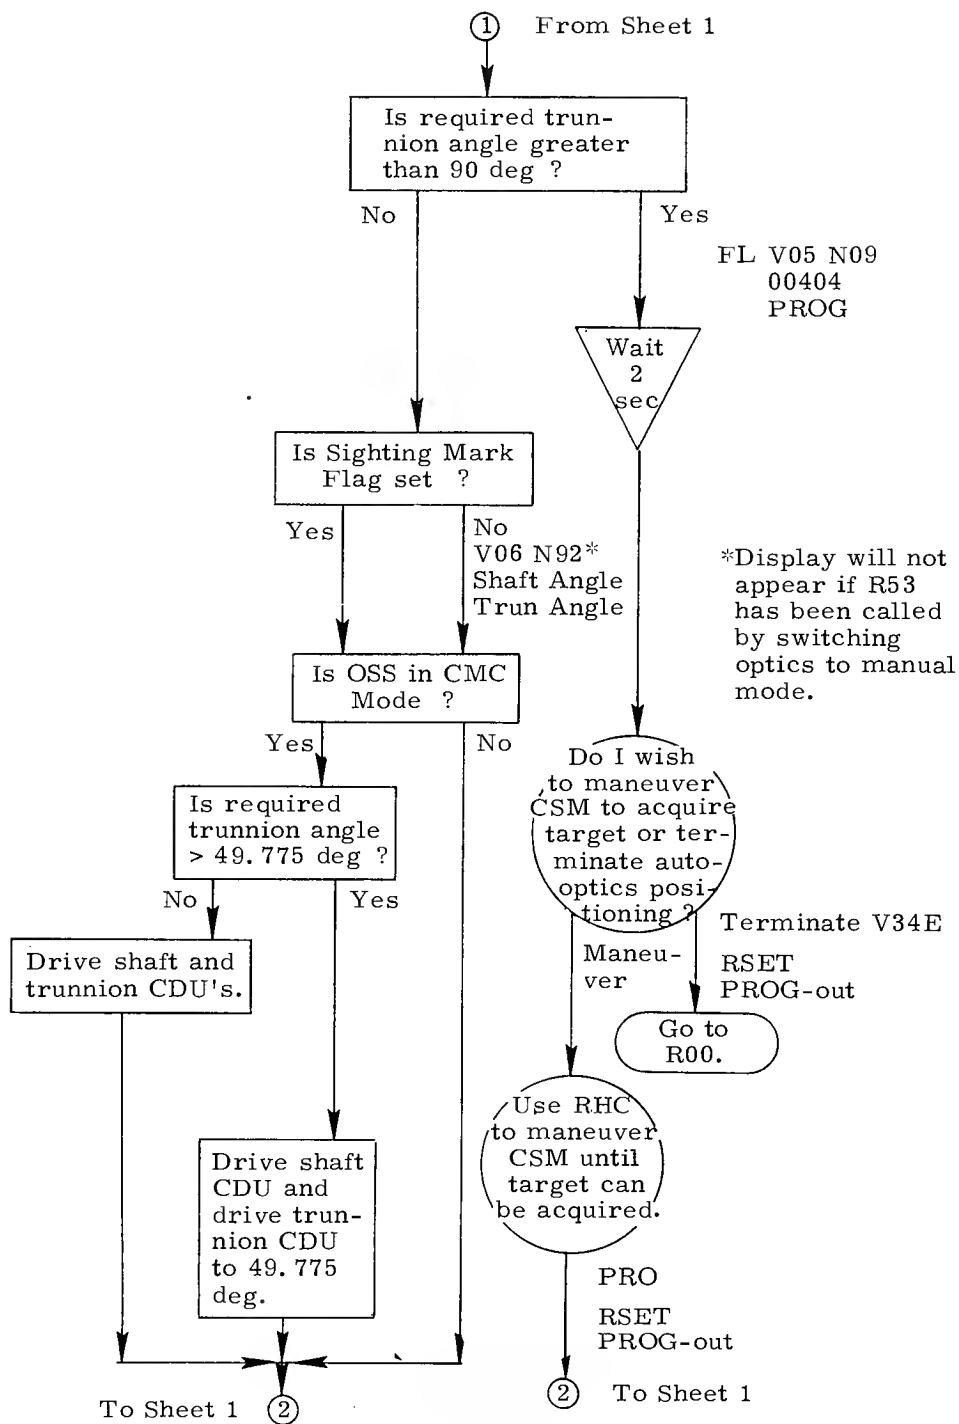 1 From Sheet 1
Is required trun-
nion angle greater
than 90 deg ?
No
Yes
FL V05 N09
00404
PROG
Wait
2
sec
Is Sighting Mark
Flag set ?
Yes
No
V06 N92*
Shaft Angle
Trun Angle
*Display will not
appear if R53
has been called
by switching
optics to manual
mode.
Is OSS in CMC
Mode ?
Yes
No
Do I wish
to maneuver
CSM to acquire
target or ter-
minate auto-
optics posi-
tioning ?
Is required
trunnion angle
> 49.775 deg ?
No
Yes
Terminate V34E
RSET
PROG-out
Maneu-
ver
Drive shaft and
trunnion CDU's.
Go to
R00.
Use RHC
to maneuver
CSM until
target can
be acquired.
Drive shaft
CDU and
drive trun-
nion CDU
to 49.775
deg.
PRO
RSET
PROG-out
To Sheet 1 2
2 To Sheet 1